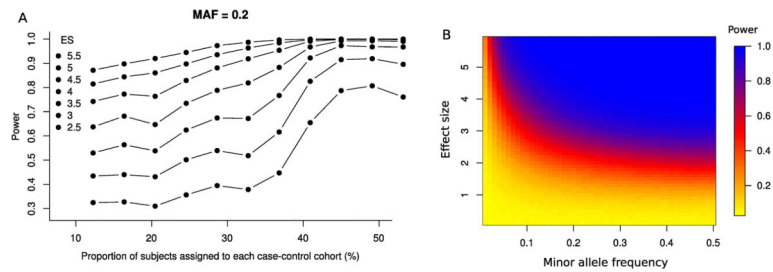 A
MAF = 0.2
ES
5.5
5
4.5
4
3.5
3
2.5
Power
1.0
0.9
0.8
0.7
0.6
0.5
0.4
0.3
10 20 30 40 50
Proportion of subjects assigned to each case-control cohort (%)
B
Effect size
5
4
3
2
1
0.1 0.2 0.3 0.4 0.5
Minor allele frequency
Power
1.0
0.8
0.6
0.4
0.2